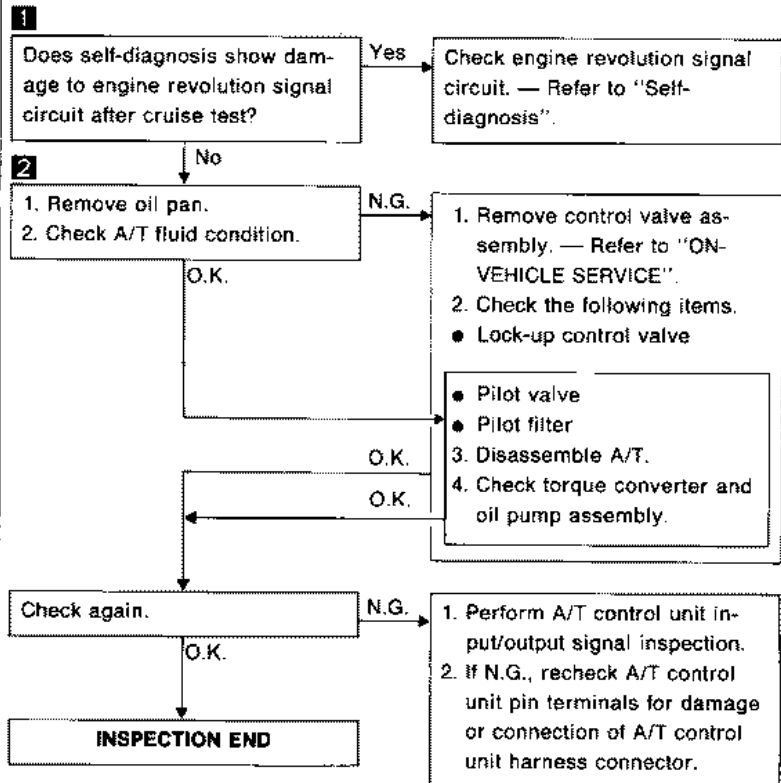 1
Does self-diagnosis show dam-
age to engine revolution signal
circuit after cruise test?
Yes
Check engine revolution signal
circuit. — Refer to "Self-
diagnosis".
No
2
1. Remove oil pan.
2. Check A/T fluid condition.
N.G.
1. Remove control valve as-
sembly. — Refer to "ON-
VEHICLE SERVICE".
2. Check the following items.
● Lock-up control valve
O.K.
● Pilot valve
● Pilot filter
3. Disassemble A/T.
4. Check torque converter and
oil pump assembly.
O.K.
O.K.
Check again.
N.G.
1. Perform A/T control unit in-
put/output signal inspection.
2. If N.G., recheck A/T control
unit pin terminals for damage
or connection of A/T control
unit harness connector.
O.K.
INSPECTION END